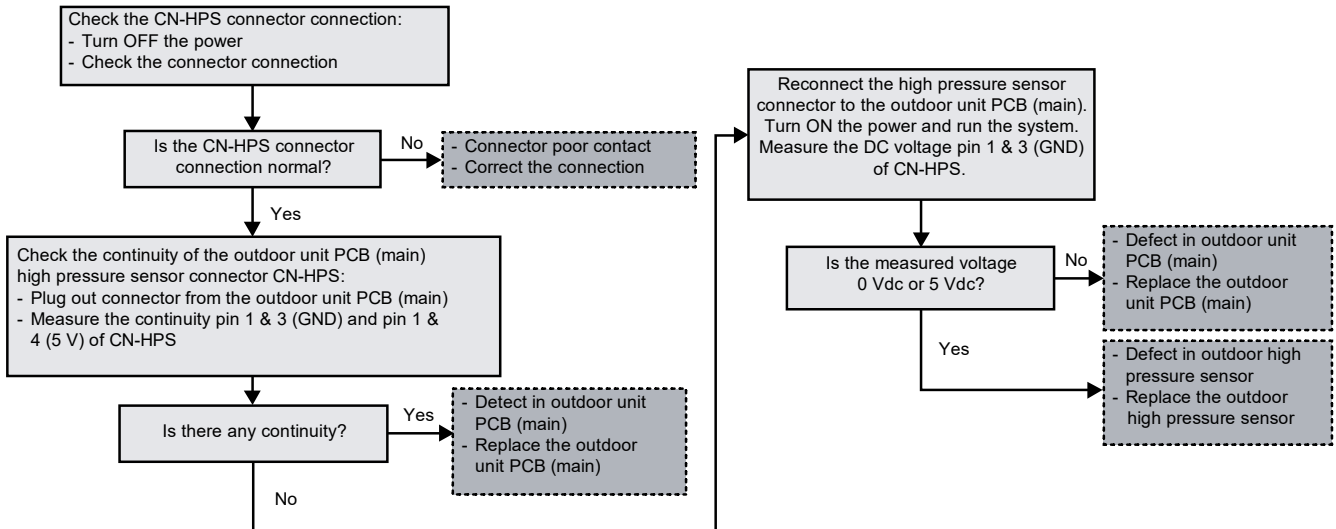 Check the CN-HPS connector connection:
- Turn OFF the power
- Check the connector connection
Is the CN-HPS connector
connection normal?
No
- Connector poor contact
- Correct the connection
Yes
Check the continuity of the outdoor unit PCB (main)
high pressure sensor connector CN-HPS:
- Plug out connector from the outdoor unit PCB (main)
- Measure the continuity pin 1 & 3 (GND) and pin 1 &
4 (5 V) of CN-HPS
Is there any continuity?
Yes
- Defect in outdoor unit
PCB (main)
- Replace the outdoor
unit PCB (main)
No
Reconnect the high pressure sensor
connector to the outdoor unit PCB (main).
Turn ON the power and run the system.
Measure the DC voltage pin 1 & 3 (GND)
of CN-HPS.
Is the measured voltage
0 Vdc or 5 Vdc?
No
- Defect in outdoor unit
PCB (main)
- Replace the outdoor
unit PCB (main)
Yes
- Defect in outdoor high
pressure sensor
- Replace the outdoor
high pressure sensor